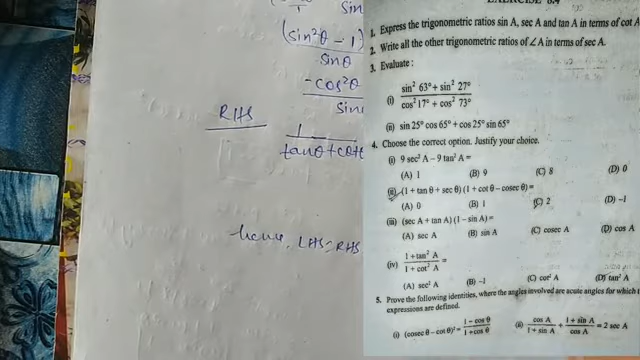 Sin
(sin²θ - 1)
sinθ
-cos²θ
Sin
RHS
1
tanθ + cotθ
hence, LHS = RHS
EXERCISE 8.4
1. Express the trigonometric ratios sin A, sec A and tan A in terms of cot A
2. Write all the other trigonometric ratios of ∠A in terms of sec A.
3. Evaluate :
(i) sin² 63° + sin² 27°
cos² 17° + cos² 73°
(ii) sin 25° cos 65° + cos 25° sin 65°
4. Choose the correct option. Justify your choice.
(i) 9 sec² A – 9 tan² A =
(A) 1 (B) 9 (C) 8 (D) 0
(ii) (1 + tan θ + sec θ) (1 + cot θ – cosec θ) =
(A) 0 (B) 1 (C) 2 (D) –1
(iii) (sec A + tan A) (1 – sin A) =
(A) sec A (B) sin A (C) cosec A (D) cos A
(iv) 1 + tan² A =
1 + cot² A
(A) sec² A (B) –1 (C) cot² A (D) tan² A
5. Prove the following identities, where the angles involved are acute angles for which t
expressions are defined.
(i) (cosec θ – cot θ)² = 1 – cos θ
1 + cos θ
(ii) cos A + 1 + sin A = 2 sec A
1 + sin A cos A